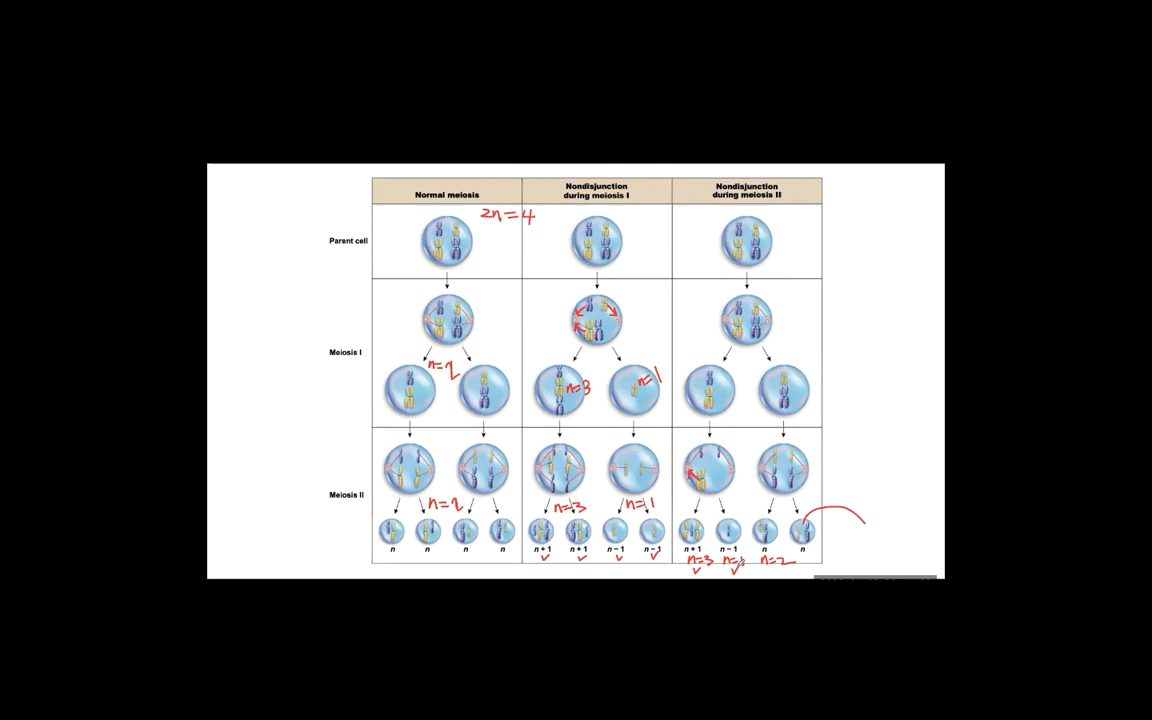 Normal meiosis
Nondisjunction
during meiosis I
Nondisjunction
during meiosis II
2n=4
Parent cell
Meiosis I
n=2
n=3
n=1
Meiosis II
n=2
n=3
n=1
n n n n
n + 1 n + 1 n − 1 n − 1
n + 1 n − 1 n n
n=3
n=2